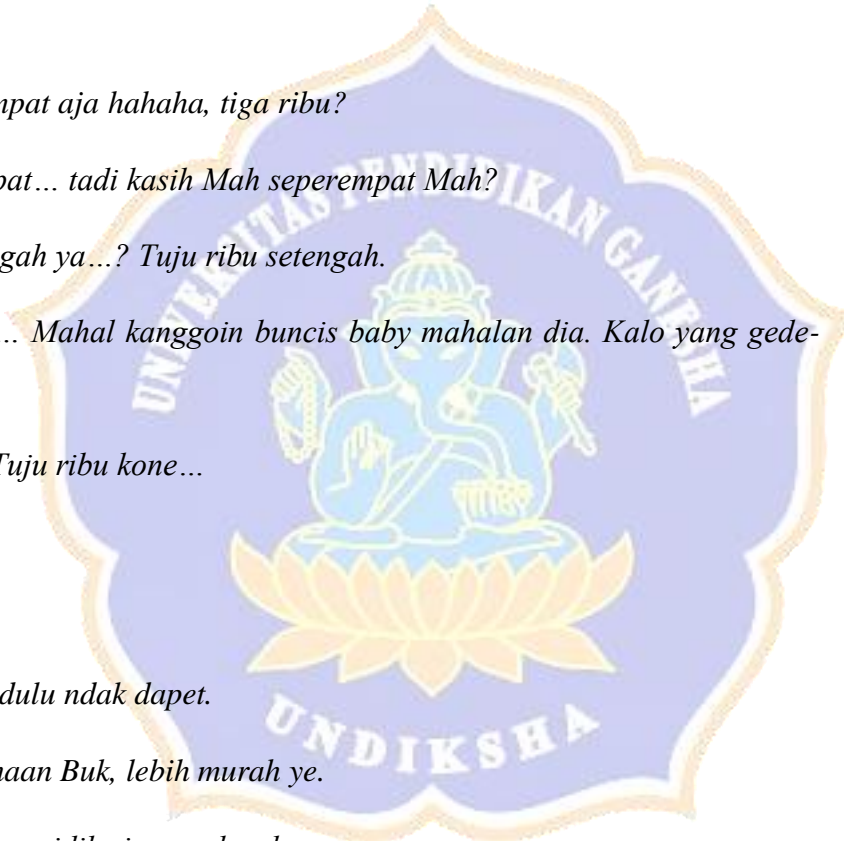 mpat aja hahaha, tiga ribu?
pat… tadi kasih Mah seperempat Mah?
gah ya…? Tuju ribu setengah.
.. Mahal kanggoin buncis baby mahalan dia. Kalo yang gede-
Tuju ribu kone…
dulu ndak dapet.
naan Buk, lebih murah ye.
UNIVERSITAS PENDIDIKAN GANESHA
UNDIKSHA